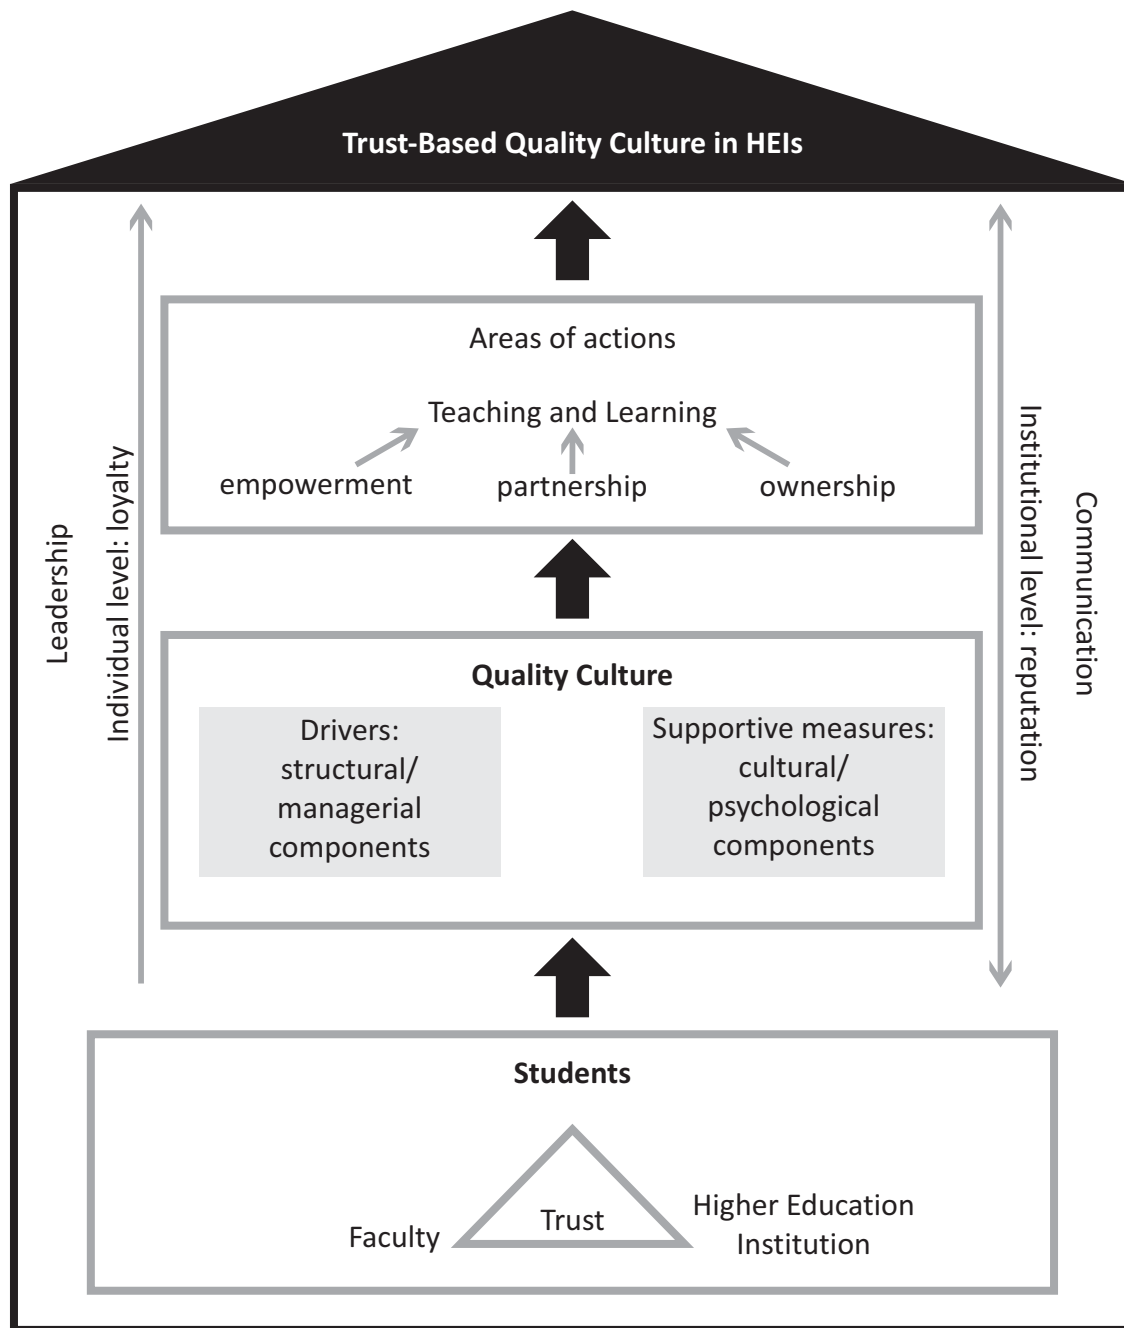 Trust-Based Quality Culture in HEIs
Areas of actions
Teaching and Learning
empowerment
partnership
ownership
Leadership
Individual level: loyalty
Institutional level: reputation
Communication
Quality Culture
Drivers:
structural/
managerial
components
Supportive measures:
cultural/
psychological
components
Students
Trust
Faculty
Higher Education
Institution